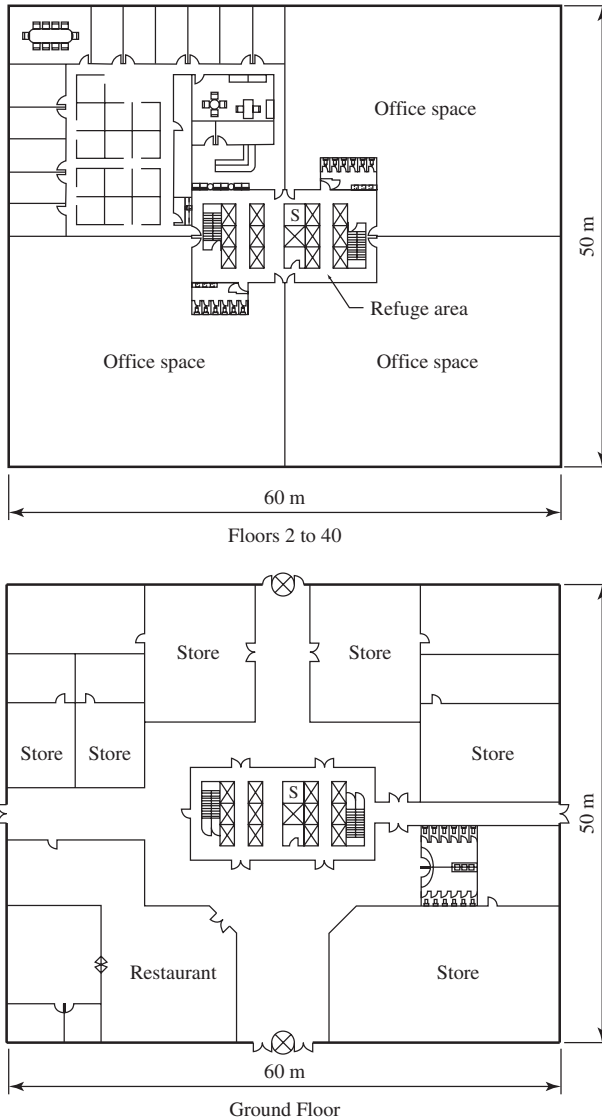 Office space
S
50 m
Refuge area
Office space
Office space
60 m
Floors 2 to 40
Store
Store
Store
Store
Store
S
50 m
Restaurant
Store
60 m
Ground Floor